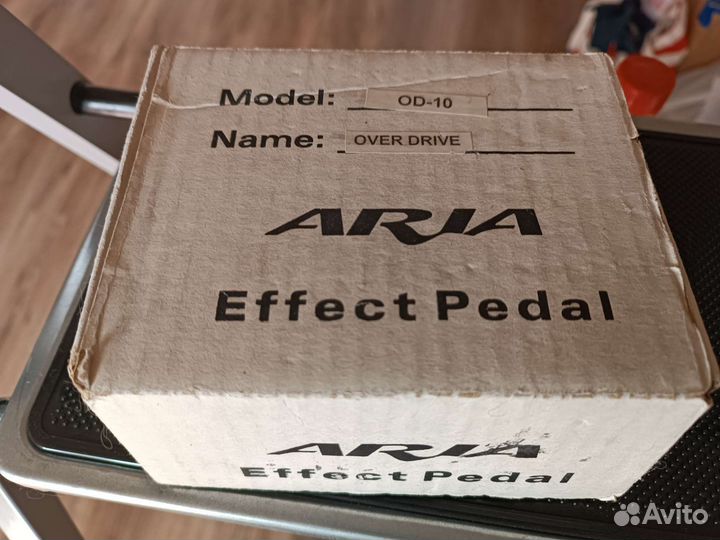 Model: OD-10
Name: OVER DRIVE
ARIA
Effect Pedal
ARIA
Effect Pedal
Avito